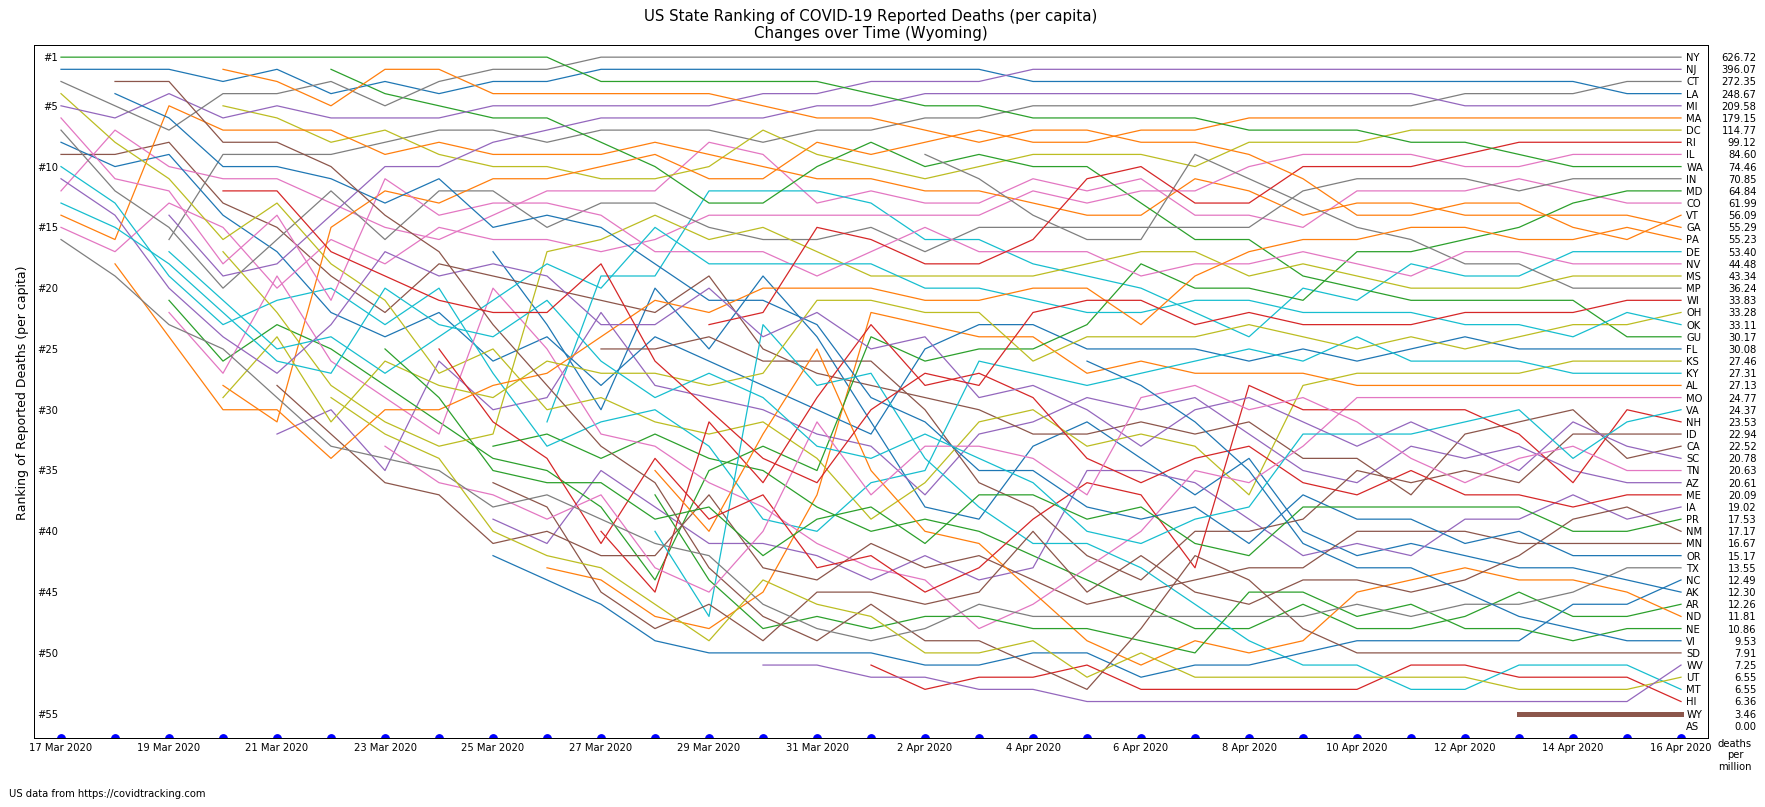 US State Ranking of COVID-19 Reported Deaths (per capita)
Changes over Time (Wyoming)
Ranking of Reported Deaths (per capita)
#1
#5
#10
#15
#20
#25
#30
#35
#40
#45
#50
#55
NY 626.72
NJ 396.07
CT 272.35
LA 248.67
MI 209.58
MA 179.15
DC 114.77
RI 99.12
IL 84.60
WA 74.46
IN 70.85
MD 64.84
CO 61.99
VT 56.09
GA 55.29
PA 55.23
DE 53.40
NV 44.48
MS 43.34
MP 36.24
WI 33.83
OH 33.28
OK 33.11
GU 30.17
FL 30.08
KS 27.46
KY 27.31
AL 27.13
MO 24.77
VA 24.37
NH 23.53
ID 22.94
CA 22.52
SC 20.78
TN 20.63
AZ 20.61
ME 20.09
IA 19.02
PR 17.53
NM 17.17
MN 16.67
OR 15.17
TX 13.55
NC 12.49
AK 12.30
AR 12.26
ND 11.81
NE 10.86
VI 9.53
SD 7.91
WV 7.25
UT 6.55
MT 6.55
HI 6.36
WY 3.46
AS 0.00
17 Mar 2020 19 Mar 2020 21 Mar 2020 23 Mar 2020 25 Mar 2020 27 Mar 2020 29 Mar 2020 31 Mar 2020 2 Apr 2020 4 Apr 2020 6 Apr 2020 8 Apr 2020 10 Apr 2020 12 Apr 2020 14 Apr 2020 16 Apr 2020
deaths
per
million
US data from https://covidtracking.com